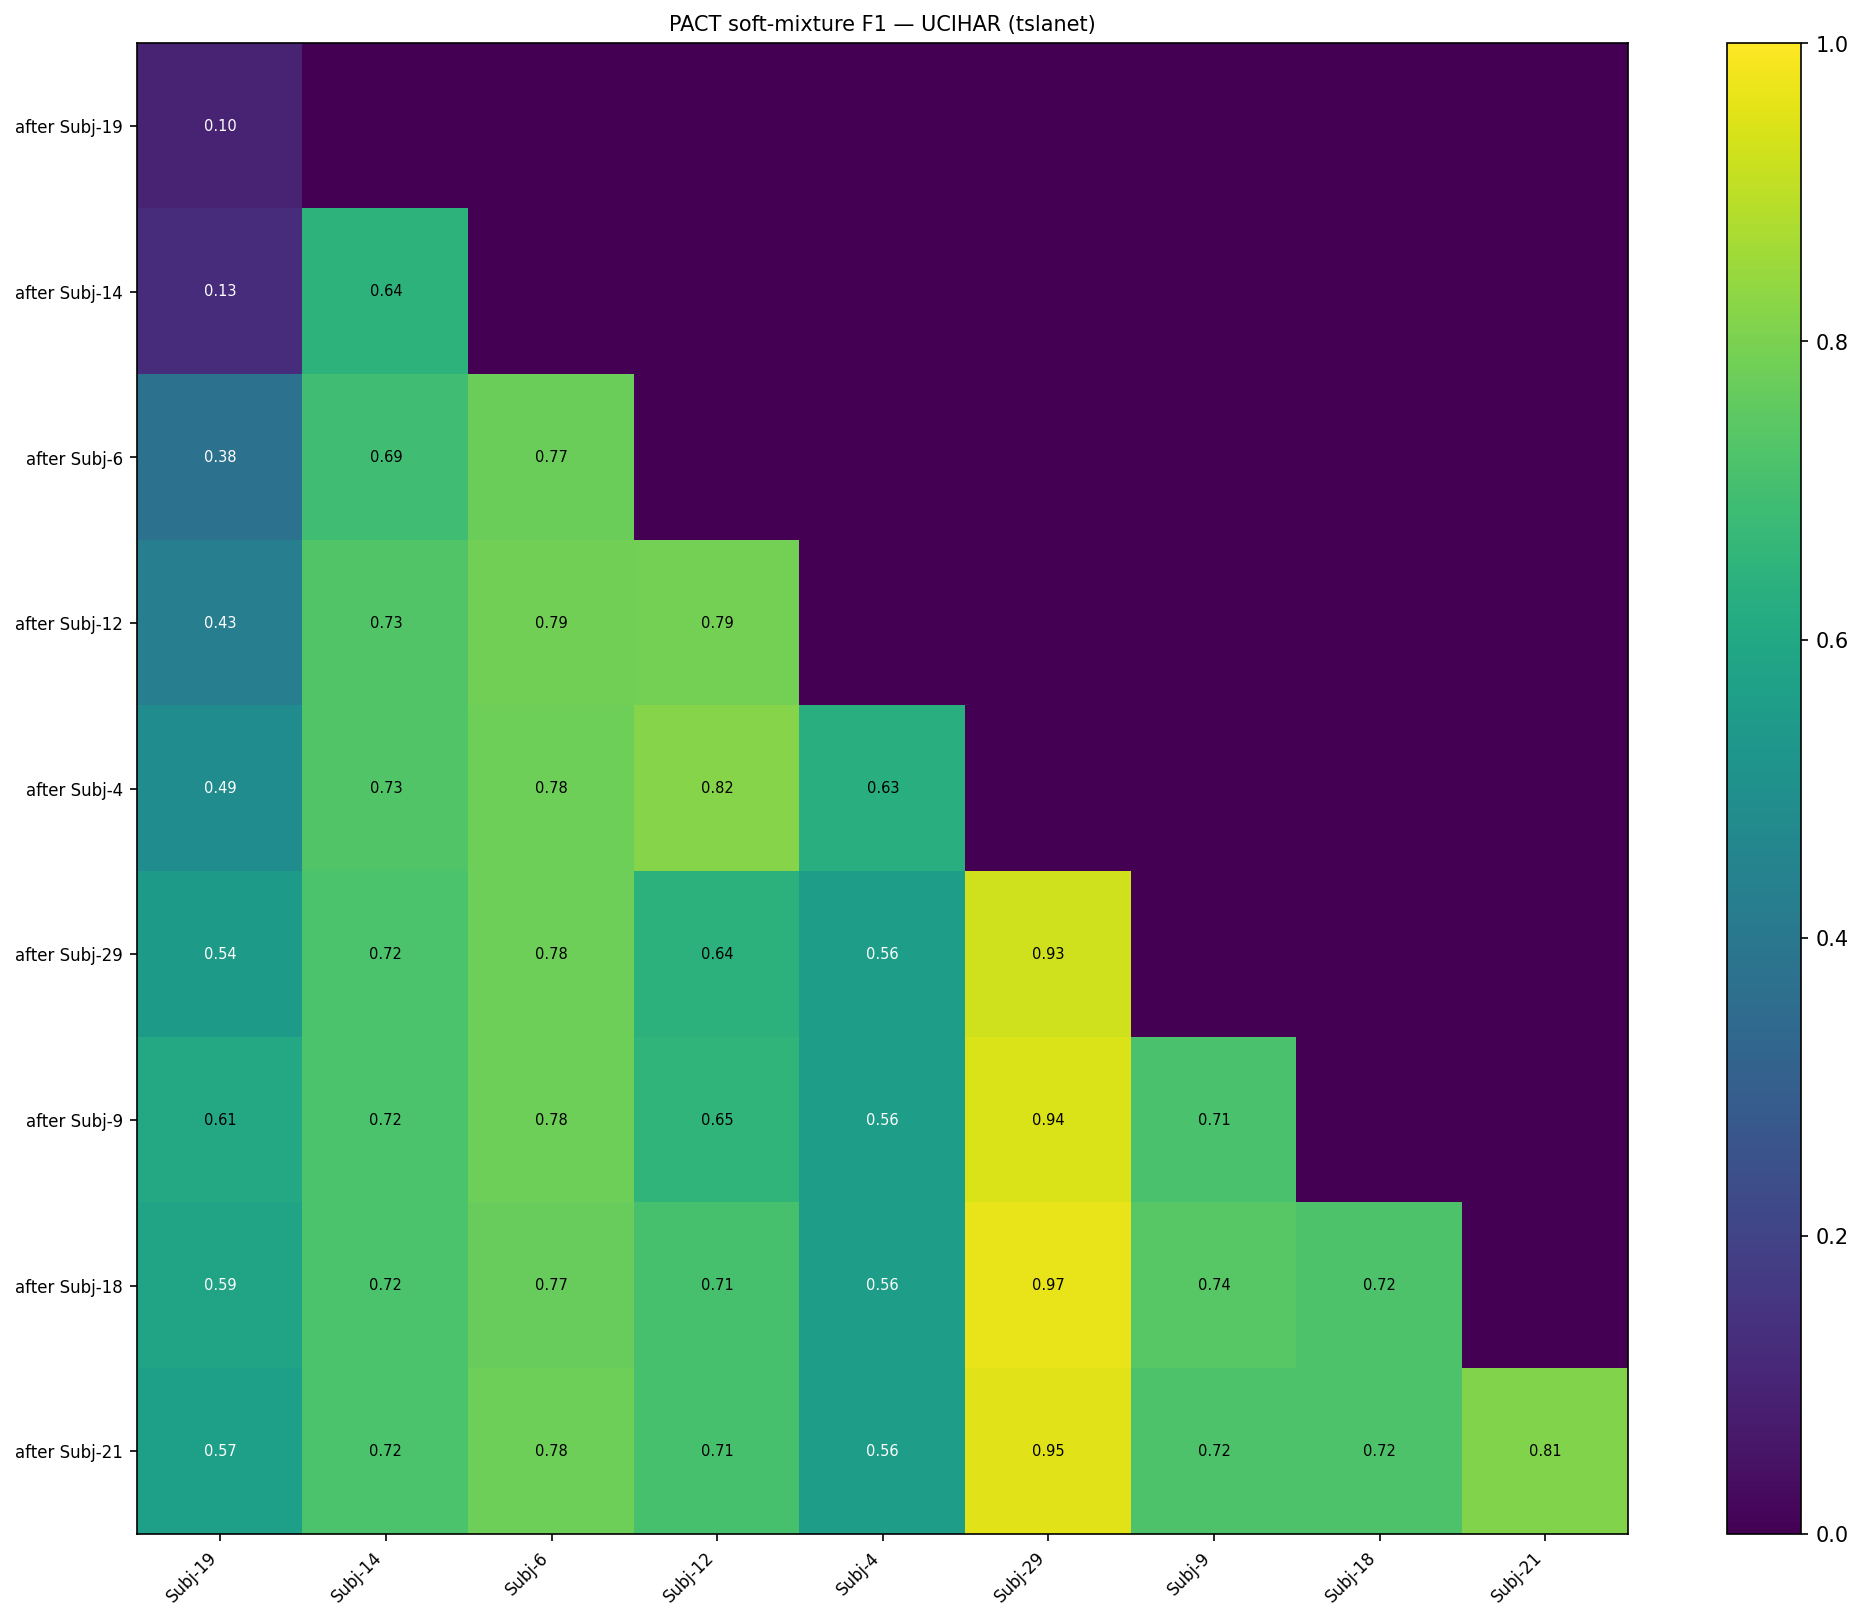 PACT soft-mixture F1 — UCIHAR (tslanet)
1.0
after Subj-19 0.10
after Subj-14 0.13 0.64
0.8
after Subj-6 0.38 0.69 0.77
after Subj-12 0.43 0.73 0.79 0.79
0.6
after Subj-4 0.49 0.73 0.78 0.82 0.63
0.4
after Subj-29 0.54 0.72 0.78 0.64 0.56 0.93
after Subj-9 0.61 0.72 0.78 0.65 0.56 0.94 0.71
0.2
after Subj-18 0.59 0.72 0.77 0.71 0.56 0.97 0.74 0.72
after Subj-21 0.57 0.72 0.78 0.71 0.56 0.95 0.72 0.72 0.81
0.0
Subj-19 Subj-14 Subj-6 Subj-12 Subj-4 Subj-29 Subj-9 Subj-18 Subj-21